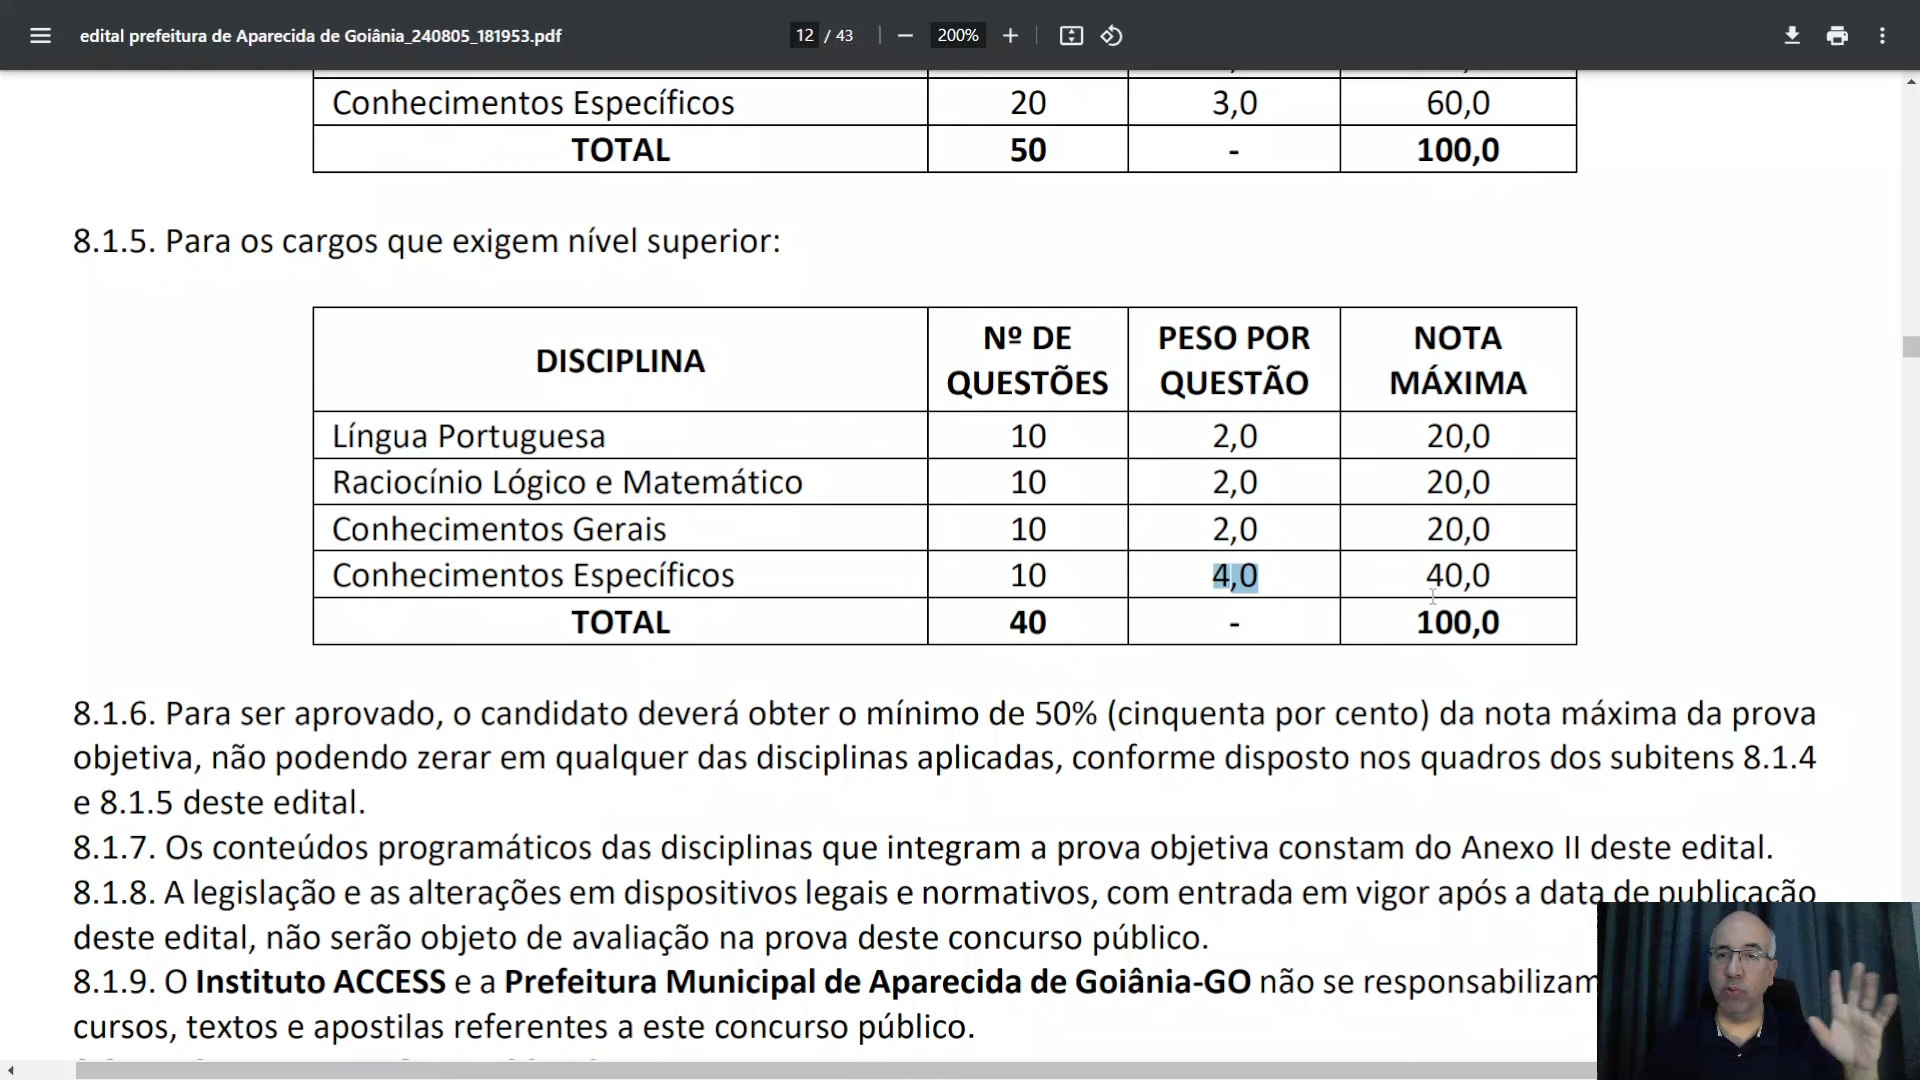 edital prefeitura de Aparecida de Goiânia_240805_181953.pdf
12 / 43
200%
Conhecimentos Específicos 20 3,0 60,0
TOTAL 50 - 100,0
8.1.5. Para os cargos que exigem nível superior:
DISCIPLINA Nº DE QUESTÕES PESO POR QUESTÃO NOTA MÁXIMA
Língua Portuguesa 10 2,0 20,0
Raciocínio Lógico e Matemático 10 2,0 20,0
Conhecimentos Gerais 10 2,0 20,0
Conhecimentos Específicos 10 4,0 40,0
TOTAL 40 - 100,0
8.1.6. Para ser aprovado, o candidato deverá obter o mínimo de 50% (cinquenta por cento) da nota máxima da prova
objetiva, não podendo zerar em qualquer das disciplinas aplicadas, conforme disposto nos quadros dos subitens 8.1.4
e 8.1.5 deste edital.
8.1.7. Os conteúdos programáticos das disciplinas que integram a prova objetiva constam do Anexo II deste edital.
8.1.8. A legislação e as alterações em dispositivos legais e normativos, com entrada em vigor após a data de publicação
deste edital, não serão objeto de avaliação na prova deste concurso público.
8.1.9. O Instituto ACCESS e a Prefeitura Municipal de Aparecida de Goiânia-GO não se responsabilizam
cursos, textos e apostilas referentes a este concurso público.